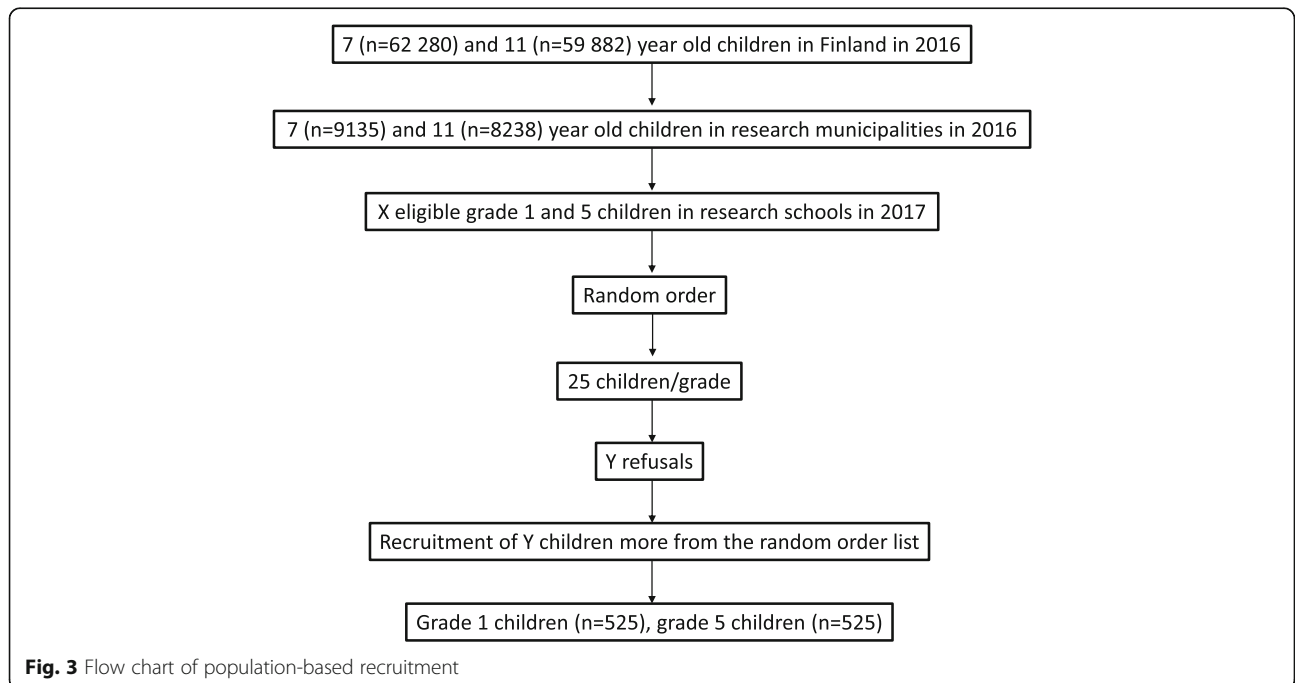 7 (n=62 280) and 11 (n=59 882) year old children in Finland in 2016
7 (n=9135) and 11 (n=8238) year old children in research municipalities in 2016
X eligible grade 1 and 5 children in research schools in 2017
Random order
25 children/grade
Y refusals
Recruitment of Y children more from the random order list
Grade 1 children (n=525), grade 5 children (n=525)
Fig. 3 Flow chart of population-based recruitment